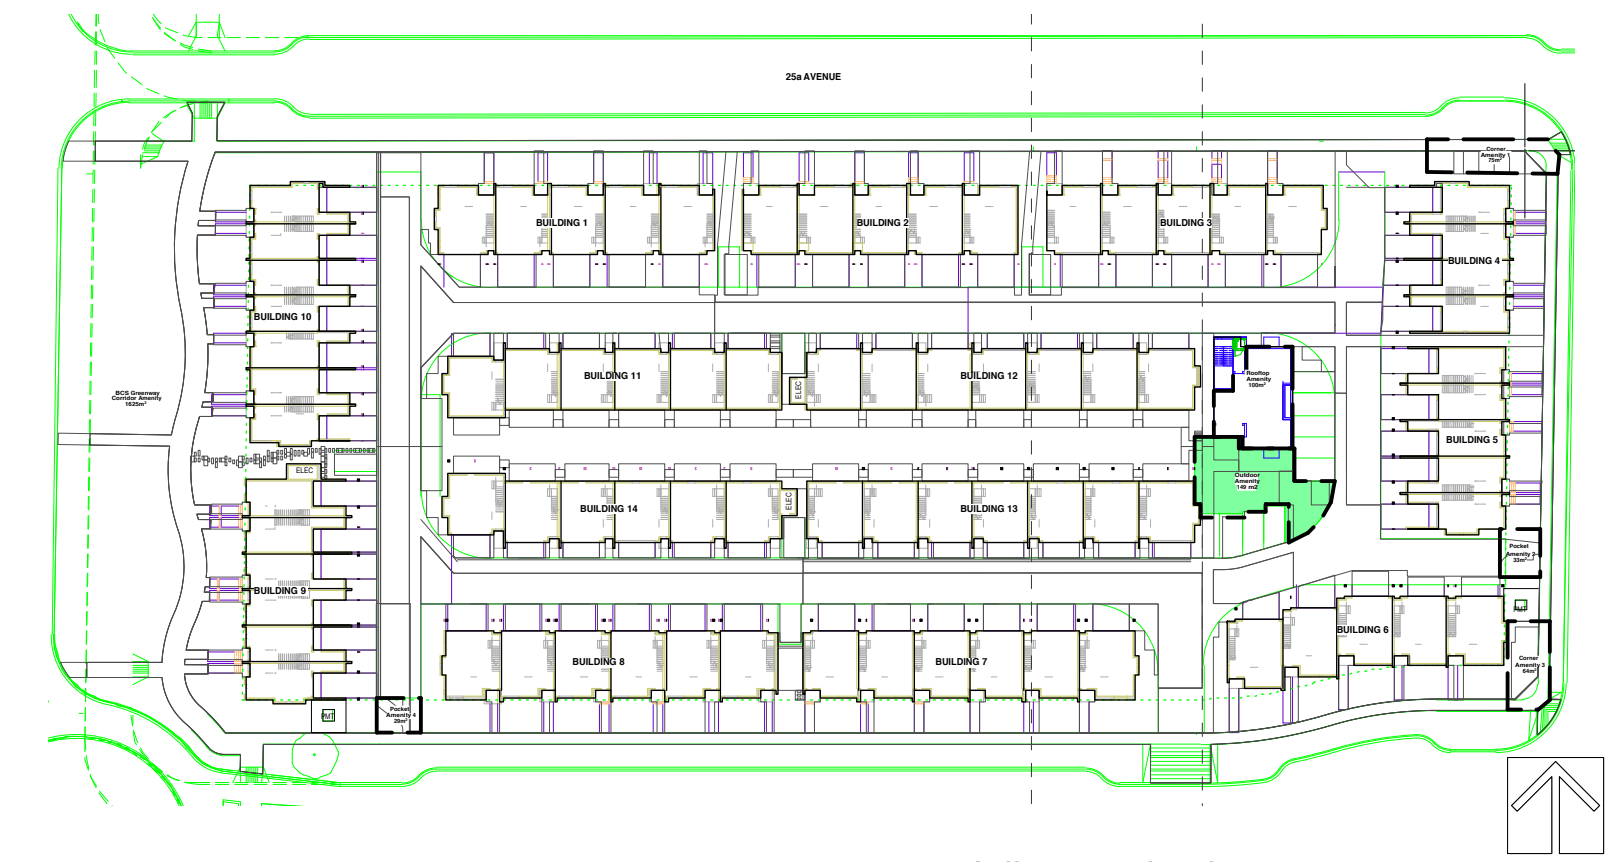 25a AVENUE
Corner
Amenity 1
75m²
BUILDING 1
BUILDING 2
BUILDING 3
BUILDING 4
BUILDING 10
BUILDING 11
BUILDING 12
ELEC
Rooftop
Amenity
100m²
BCS Greenway
Corridor Amenity
1625m²
BUILDING 5
ELEC
Outdoor
Amenity
149 m2
BUILDING 14
ELEC
BUILDING 13
Pocket
Amenity 2
33m²
BUILDING 9
PMT
BUILDING 6
BUILDING 8
BUILDING 7
Corner
Amenity 3
64m²
PMT
Pocket
Amenity 4
29m²